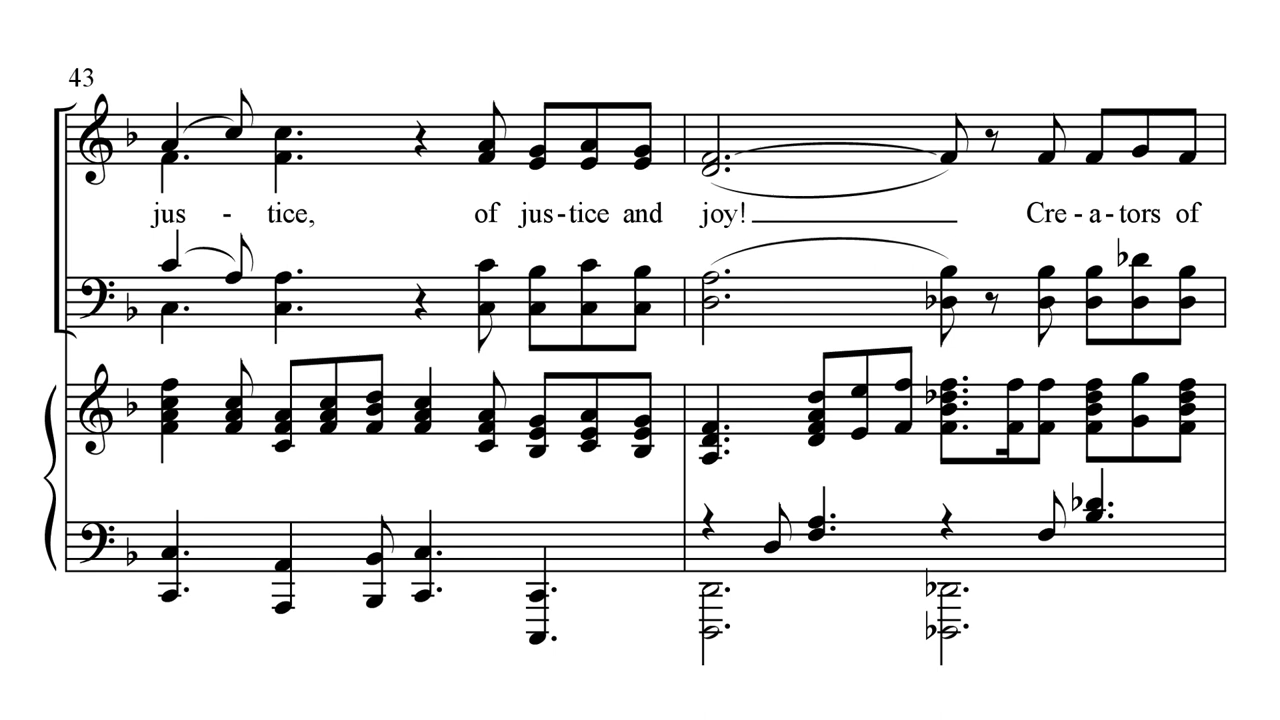 43
jus - tice, of jus - tice and joy! Cre - a - tors of